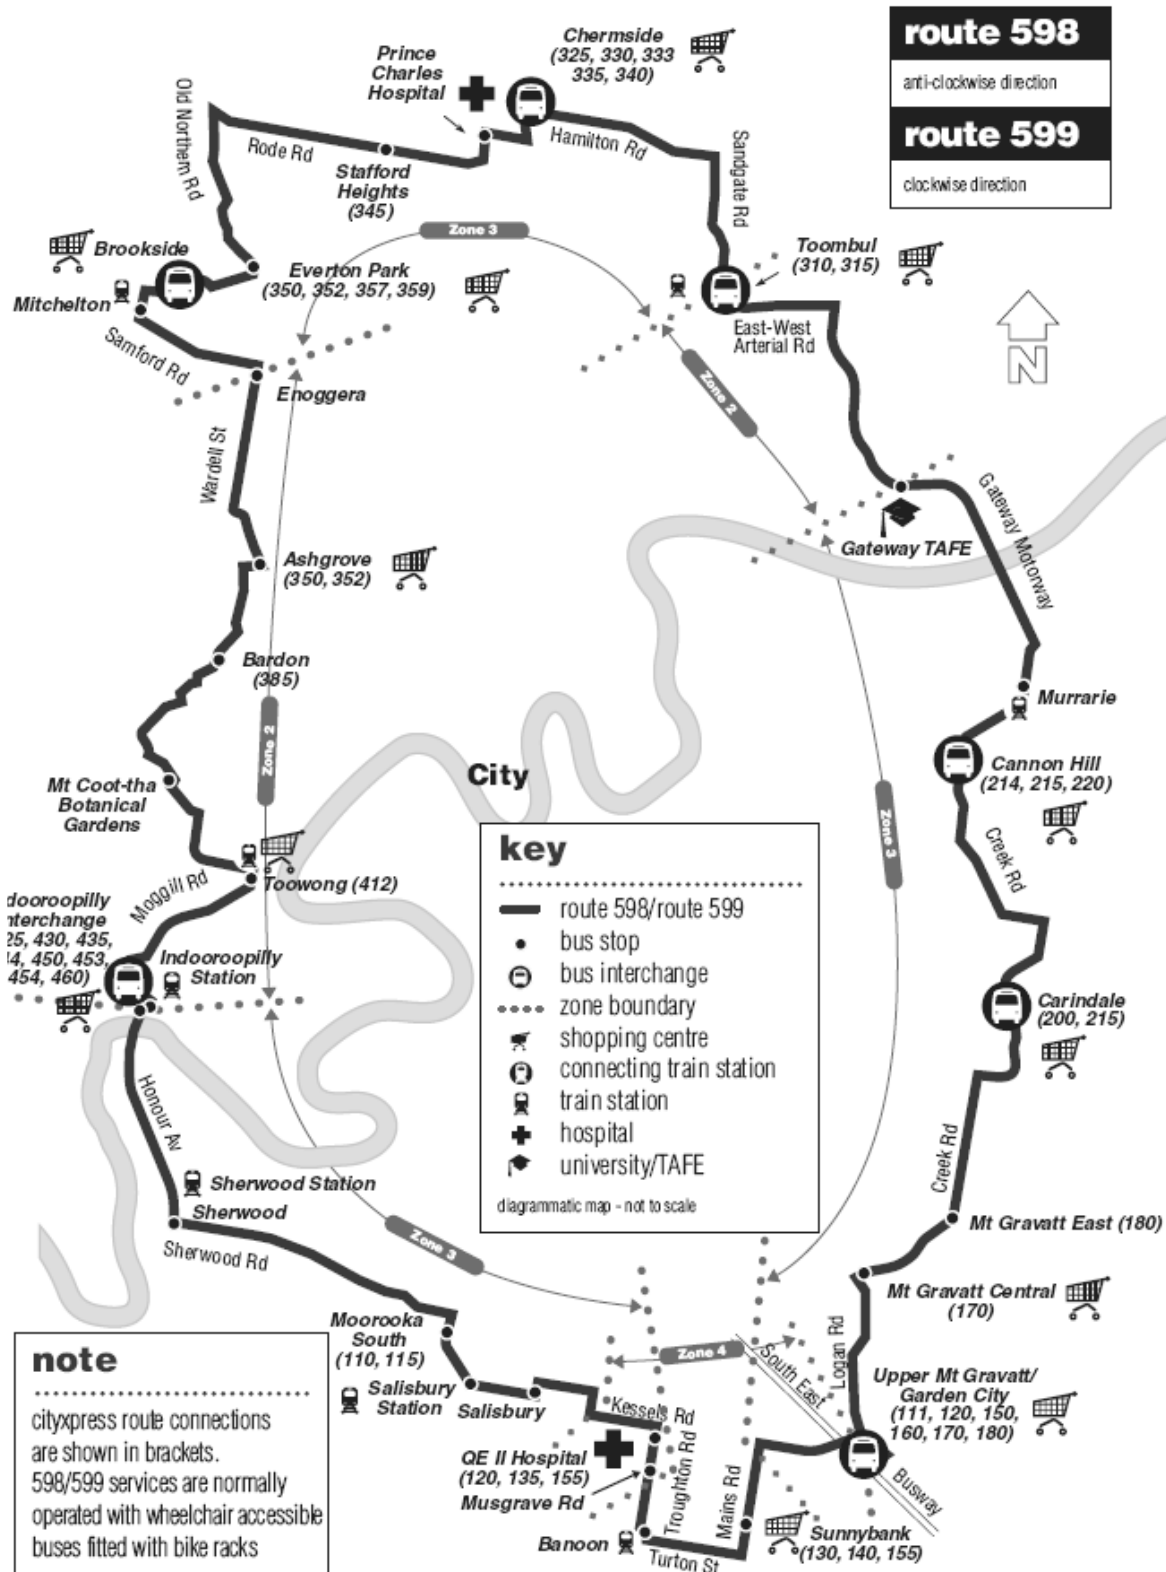 route 598
anti-clockwise direction
route 599
clockwise direction
Chermside
(325, 330, 333
335, 340)
Prince
Charles
Hospital
Old Northern Rd
Rode Rd
Hamilton Rd
Sandgate Rd
Stafford
Heights
(345)
Zone 3
Toombul
(310, 315)
Brookside
Everton Park
(350, 352, 357, 359)
Mitchelton
Samford Rd
East-West
Arterial Rd
N
Zone 2
Enoggera
Wardell St
Gateway Motorway
Gateway TAFE
Ashgrove
(350, 352)
Bardon
(385)
Murrarie
Zone 2
City
Cannon Hill
(214, 215, 220)
Mt Coot-tha
Botanical
Gardens
Zone 3
Creek Rd
Toowong (412)
Moggill Rd
dooroopilly
nterchange
25, 430, 435,
4, 450, 453,
454, 460)
Indooroopilly
Station
key
route 598/route 599
bus stop
bus interchange
zone boundary
shopping centre
connecting train station
train station
hospital
university/TAFE
diagrammatic map - not to scale
Carindale
(200, 215)
Honour Av
Creek Rd
Sherwood Station
Sherwood
Sherwood Rd
Zone 3
Mt Gravatt East (180)
Mt Gravatt Central
(170)
Moorooka
South
(110, 115)
Zone 4
South East
Logan Rd
Upper Mt Gravatt/
Garden City
(111, 120, 150,
160, 170, 180)
Salisbury
Station
Salisbury
Kessels Rd
QE II Hospital
(120, 135, 155)
Musgrave Rd
Troughton Rd
Mains Rd
Busway
Banoon
Turton St
Sunnybank
(130, 140, 155)
note
cityxpress route connections
are shown in brackets.
598/599 services are normally
operated with wheelchair accessible
buses fitted with bike racks